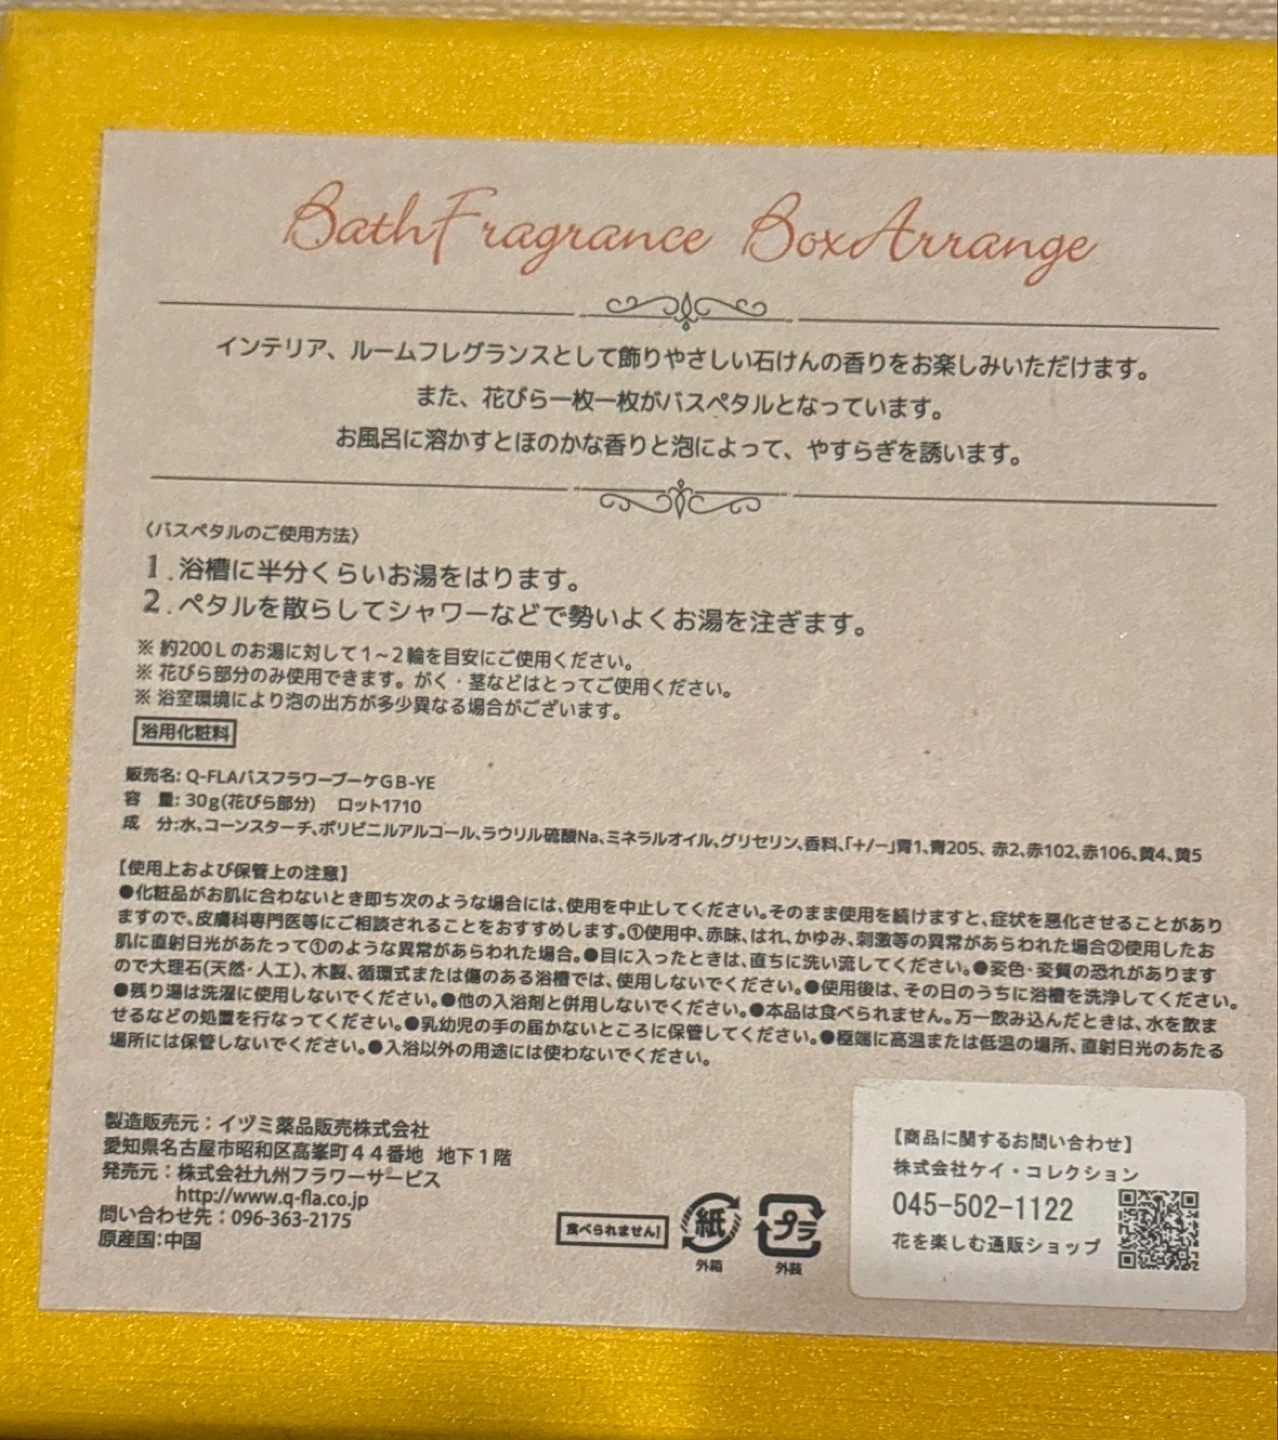 Bath Fragrance Box Arrange
インテリア、ルームフレグランスとして飾りやさしい石けんの香りをお楽しみいただけます。
また、花びら一枚一枚がバスペタルとなっています。
お風呂に溶かすとほのかな香りと泡によって、やすらぎを誘います。
〈バスペタルのご使用方法〉
1.浴槽に半分くらいお湯をはります。
2.ペタルを散らしてシャワーなどで勢いよくお湯を注ぎます。
※ 約200Lのお湯に対して1~2輪を目安にご使用ください。
※ 花びら部分のみ使用できます。がく・茎などはとってご使用ください。
※ 浴室環境により泡の出方が多少異なる場合がございます。
浴用化粧料
販売名: Q-FLAバスフラワーブーケGB-YE
容 量: 30g(花びら部分) ロット1710
成 分:水、コーンスターチ、ポリビニルアルコール、ラウリル硫酸Na、ミネラルオイル、グリセリン、香料、「+/-」青1、青205、赤2、赤102、赤106、黄4、黄5
【使用上および保管上の注意】
●化粧品がお肌に合わないとき即ち次のような場合には、使用を中止してください。そのまま使用を続けますと、症状を悪化させることがあり
ますので、皮膚科専門医等にご相談されることをおすすめします。①使用中、赤味、はれ、かゆみ、刺激等の異常があらわれた場合②使用したお
肌に直射日光があたって①のような異常があらわれた場合。●目に入ったときは、直ちに洗い流してください。●変色・変質の恐れがあります
ので大理石(天然・人工)、木製、循環式または傷のある浴槽では、使用しないでください。●使用後は、その日のうちに浴槽を洗浄してください。
●残り湯は洗濯に使用しないでください。●他の入浴剤と併用しないでください。●本品は食べられません。万一飲み込んだときは、水を飲ま
せるなどの処置を行なってください。●乳幼児の手の届かないところに保管してください。●極端に高温または低温の場所、直射日光のあたる
場所には保管しないでください。●入浴以外の用途には使わないでください。
製造販売元：イヅミ薬品販売株式会社
愛知県名古屋市昭和区高峯町44番地 地下1階
発売元：株式会社九州フラワーサービス
http://www.q-fla.co.jp
問い合わせ先：096-363-2175
原産国:中国
食べられません!
紙
外箱
プラ
外装
【商品に関するお問い合わせ】
株式会社ケイ・コレクション
045-502-1122
花を楽しむ通販ショップ